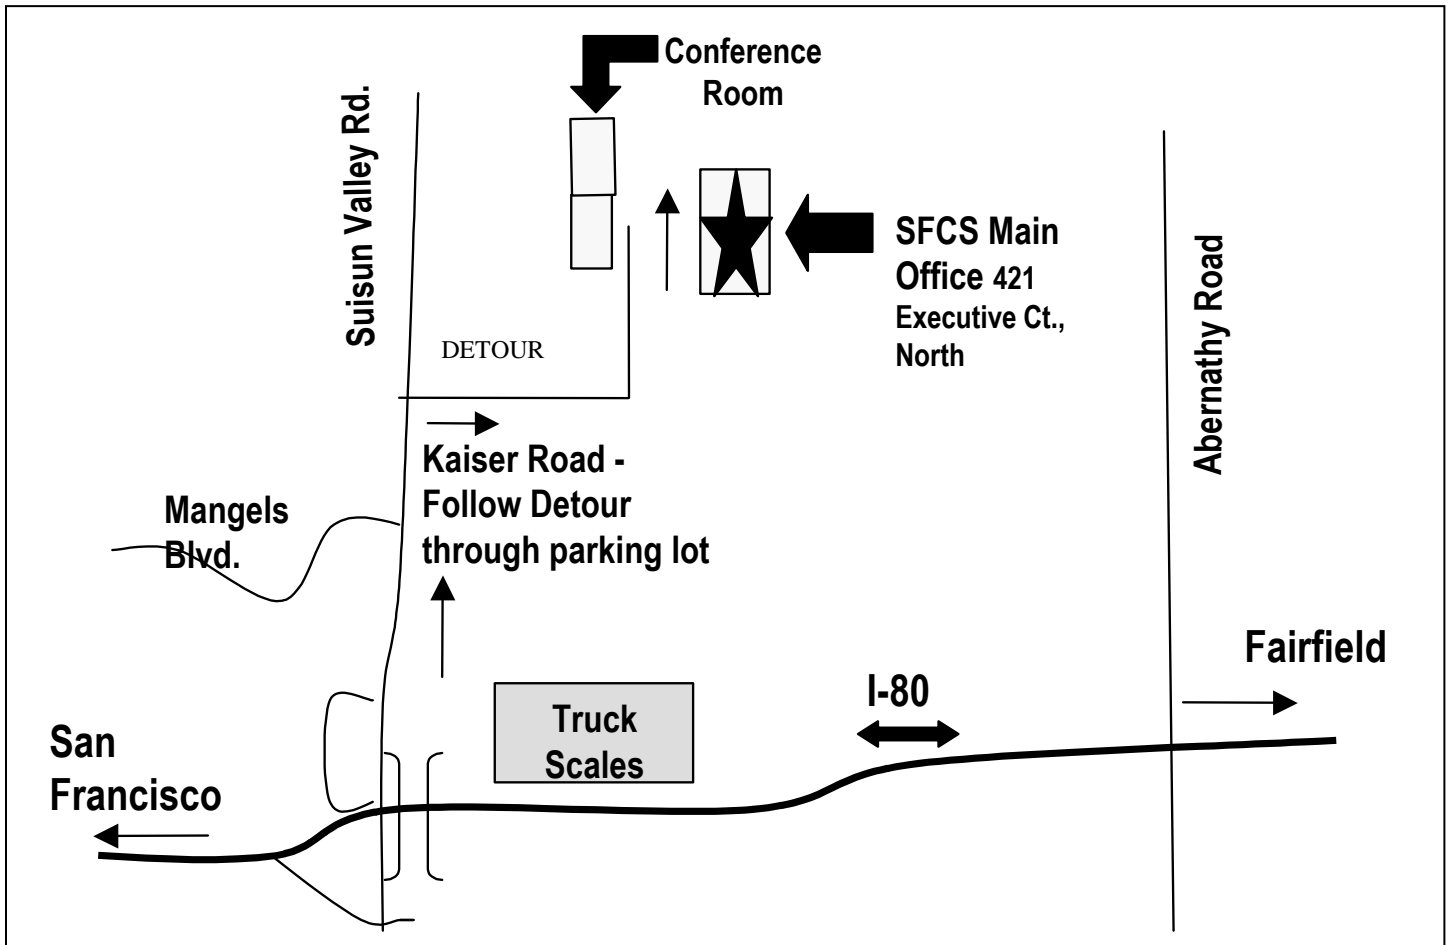 Conference
Room
Suisun Valley Rd.
SFCS Main
Office 421
Executive Ct.,
North
Abernathy Road
DETOUR
Kaiser Road -
Follow Detour
through parking lot
Mangels
Blvd.
Fairfield
I-80
Truck
Scales
San
Francisco